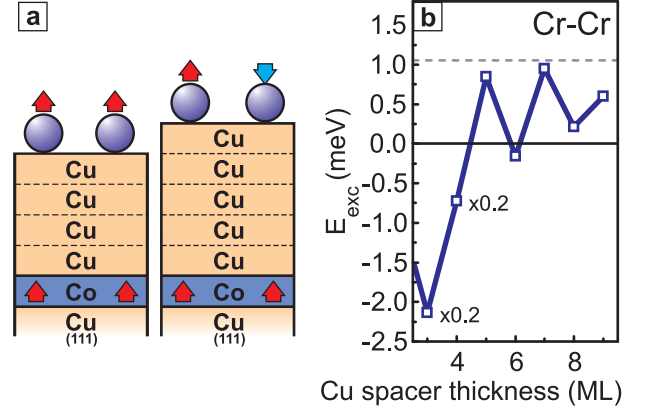 a
Cu
Cu
Cu
Cu
Co
Cu
(111)
Cu
Cu
Cu
Cu
Cu
Co
Cu
(111)
b
Cr-Cr
1.5
1.0
0.5
0.0
-0.5
-1.0
-1.5
-2.0
-2.5
E_exc (meV)
x0.2
x0.2
4
6
8
Cu spacer thickness (ML)